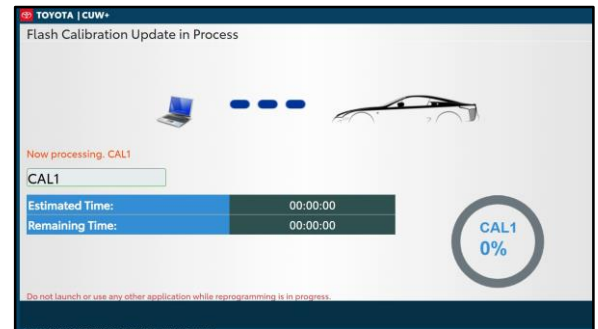 TOYOTA | CUW+
Flash Calibration Update in Process
Now processing. CAL1
CAL1
Estimated Time: 00:00:00
Remaining Time: 00:00:00
CAL1
0%
Do not launch or use any other application while reprogramming is in progress.